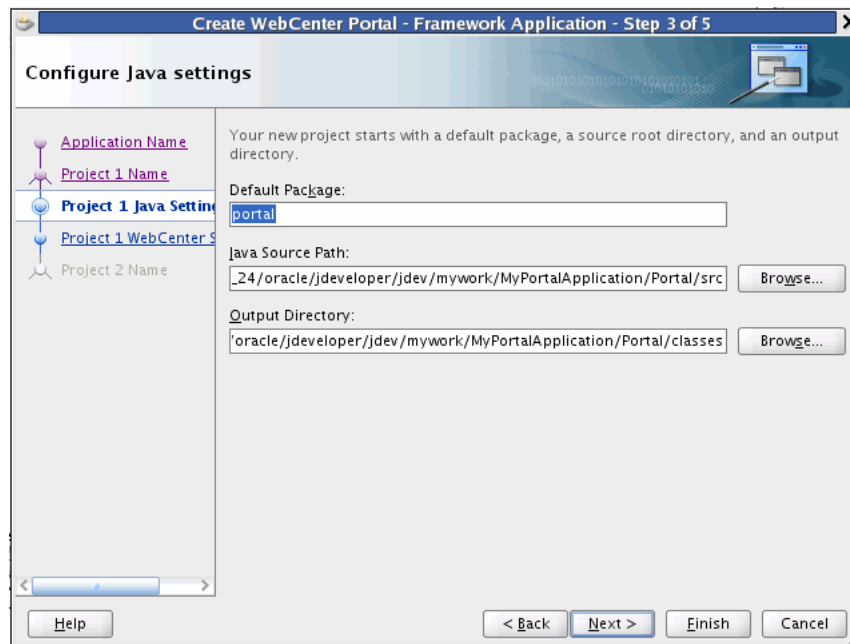 Create WebCenter Portal - Framework Application - Step 3 of 5
Configure Java settings
Application Name
Project 1 Name
Project 1 Java Setting
Project 1 WebCenter S
Project 2 Name
Your new project starts with a default package, a source root directory, and an output
directory.
Default Package:
portal
Java Source Path:
_24/oracle/jdeveloper/jdev/mywork/MyPortalApplication/Portal/src
Browse...
Output Directory:
'oracle/jdeveloper/jdev/mywork/MyPortalApplication/Portal/classes
Browse...
Help
< Back
Next >
Finish
Cancel